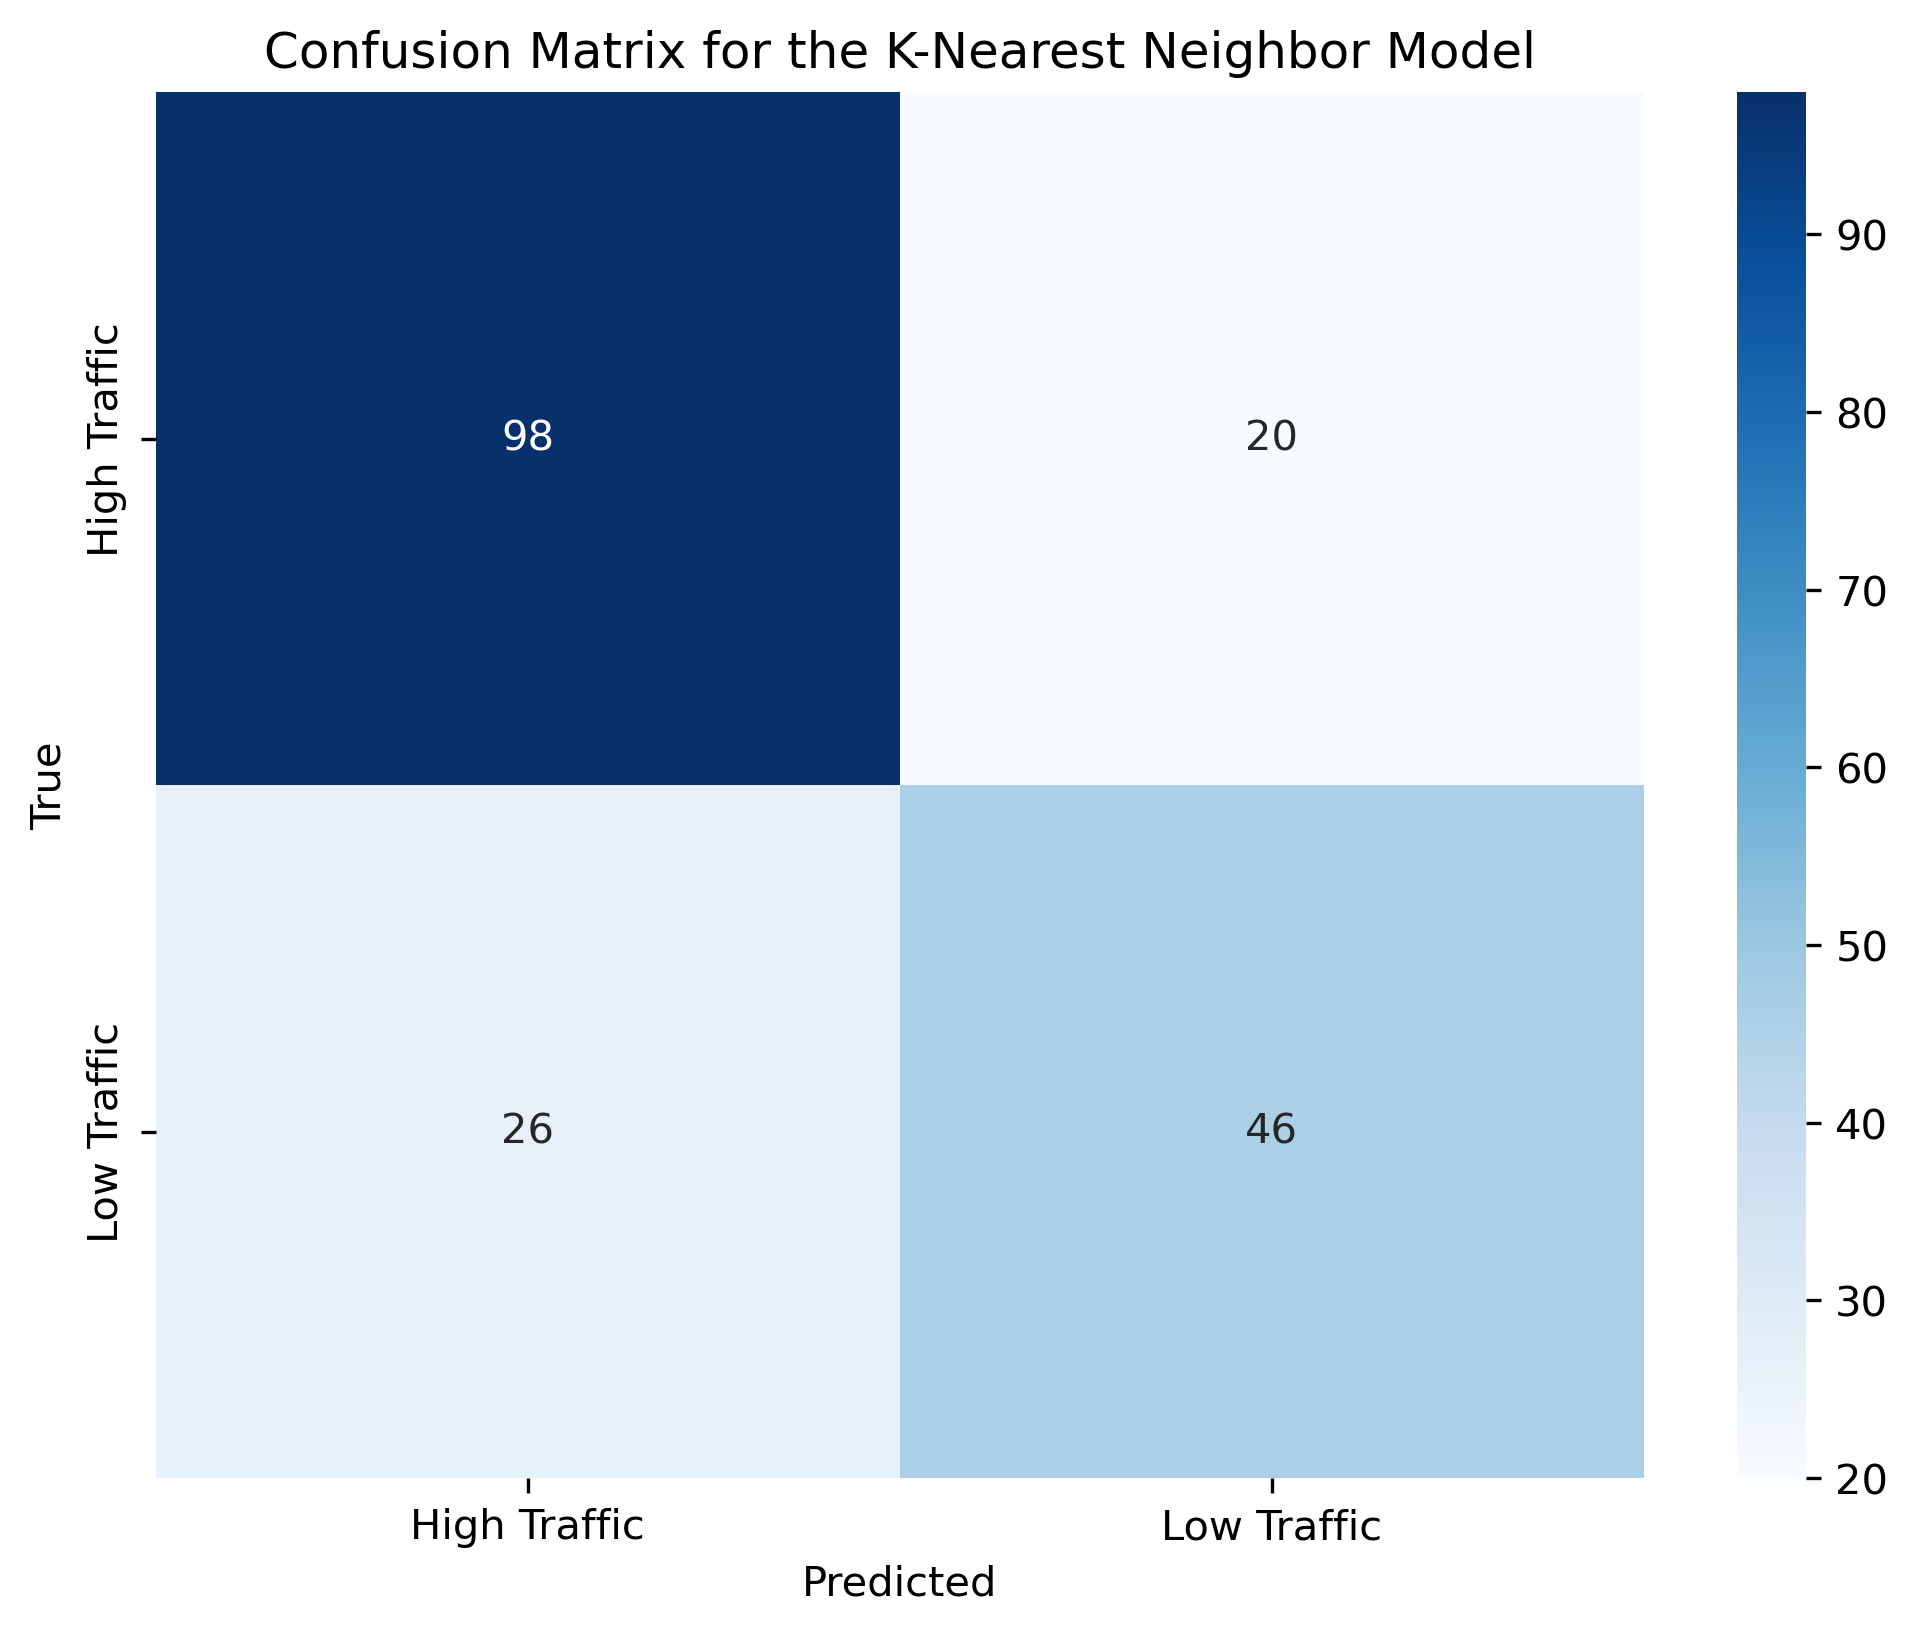 Confusion Matrix for the K-Nearest Neighbor Model
True
High Traffic
Low Traffic
98
20
26
46
High Traffic
Low Traffic
Predicted
90
80
70
60
50
40
30
20